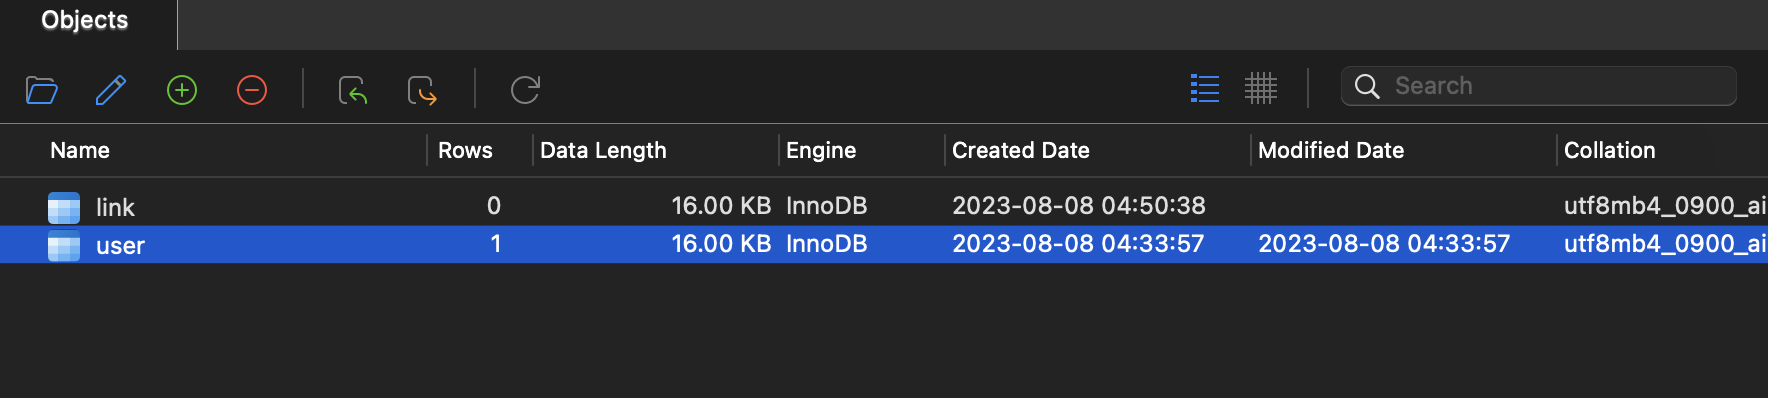 Objects
Search
Name Rows Data Length Engine Created Date Modified Date Collation
link 0 16.00 KB InnoDB 2023-08-08 04:50:38 utf8mb4_0900_ai
user 1 16.00 KB InnoDB 2023-08-08 04:33:57 2023-08-08 04:33:57 utf8mb4_0900_ai